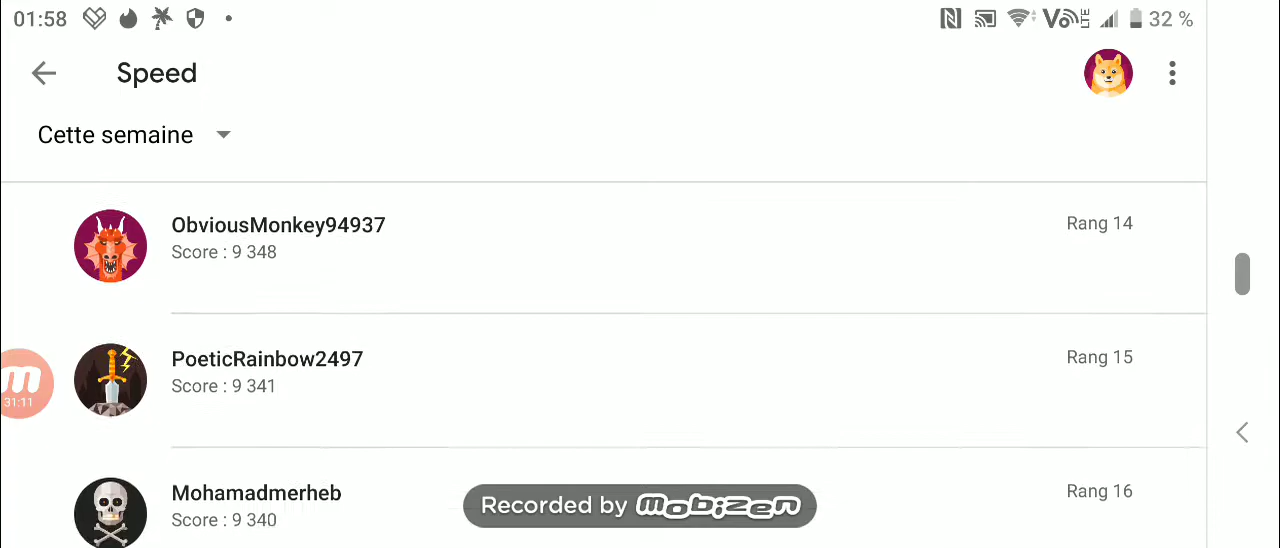 01:58
LTE
32 %
Speed
Cette semaine
ObviousMonkey94937
Rang 14
Score : 9 348
PoeticRainbow2497
Rang 15
Score : 9 341
m
31:11
Mohamadmerheb
Rang 16
Score : 9 340
Recorded by mobizen